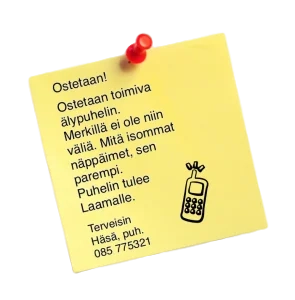 Ostetaan!
Ostetaan toimiva
älypuhelin.
Merkillä ei ole niin
väliä. Mitä isommat
näppäimet, sen
parempi.
Puhelin tulee
Laamalle.
Terveisin
Häsä, puh.
085 775321